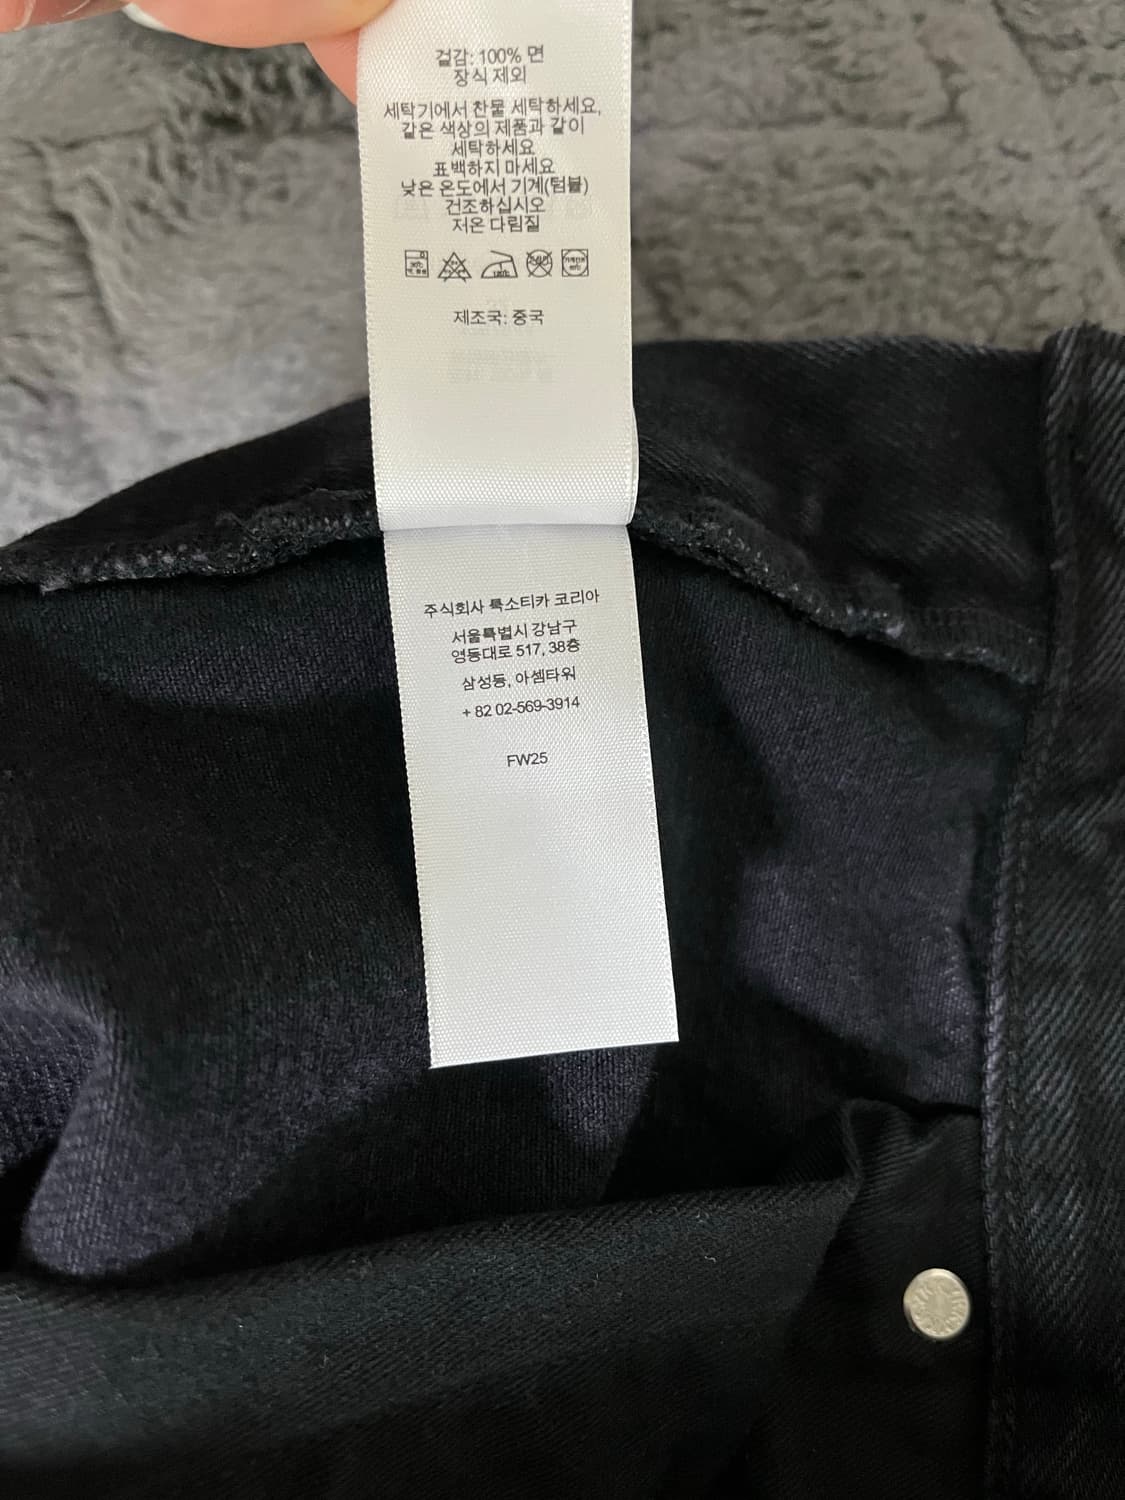 겉감: 100% 면
장식 제외
세탁기에서 찬물 세탁하세요,
같은 색상의 제품과 같이
세탁하세요
표백하지 마세요
낮은 온도에서 기계(텀블)
건조하십시오
저온 다림질
제조국: 중국
주식회사 룩소티카 코리아
서울특별시 강남구
영동대로 517, 38층
삼성동, 아셈타워
+ 82 02-569-3914
FW25